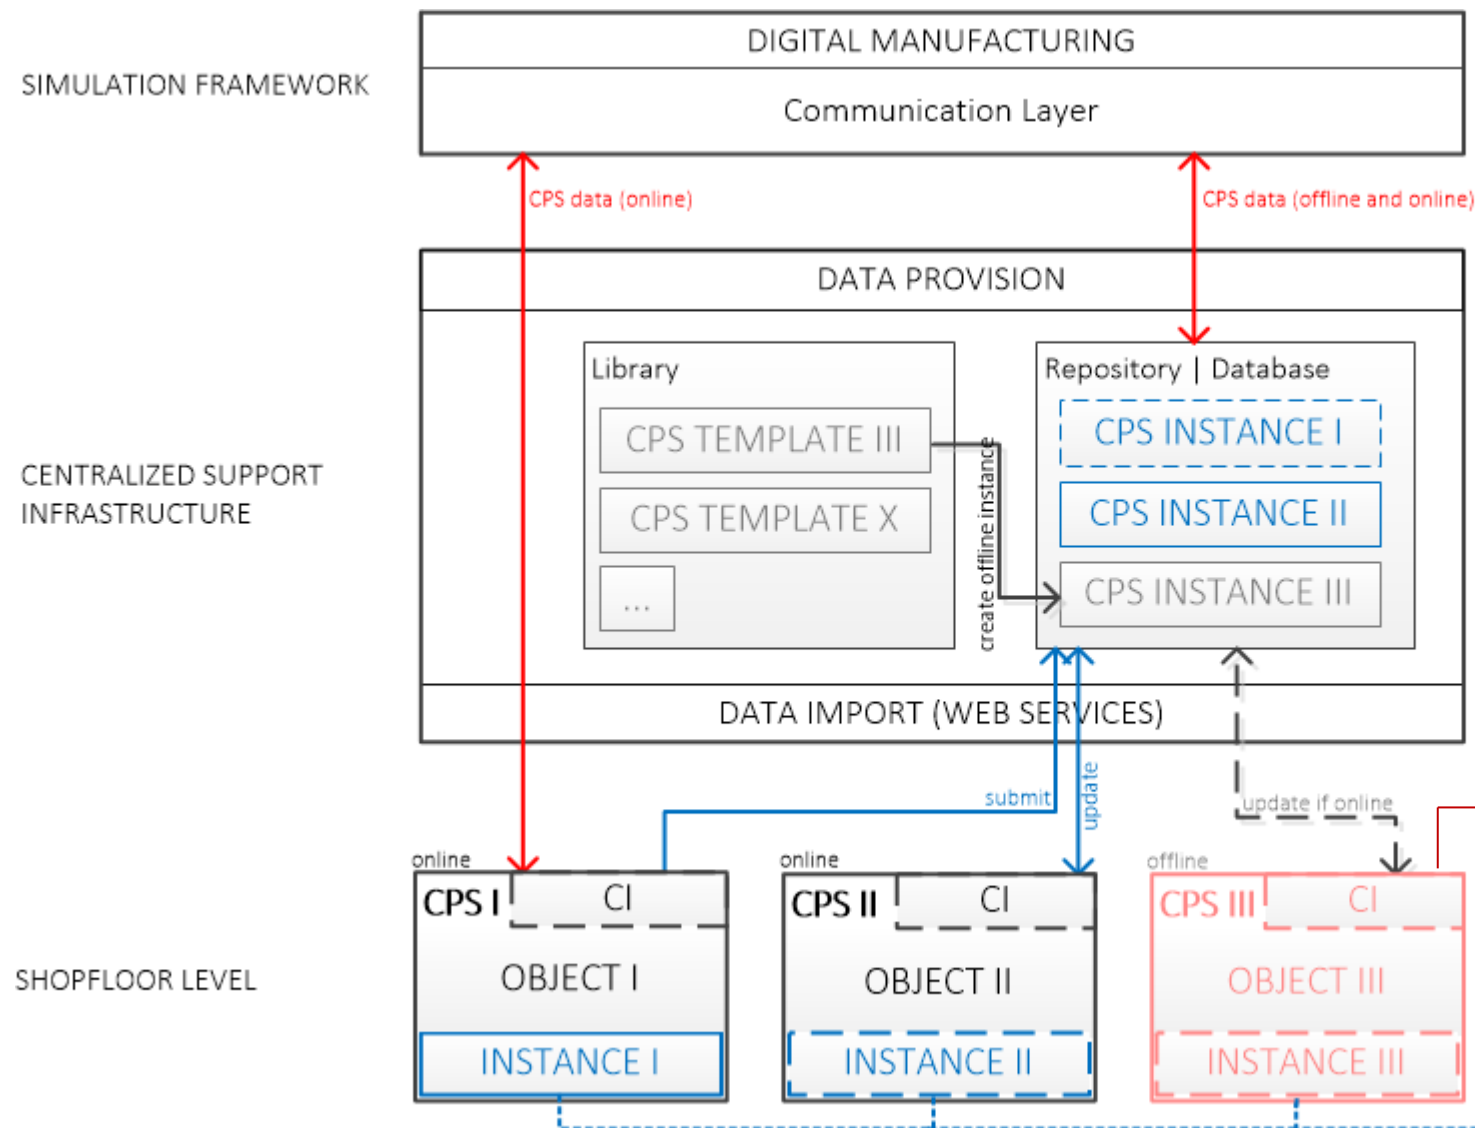 DIGITAL MANUFACTURING
SIMULATION FRAMEWORK
Communication Layer
CPS data (online)
CPS data (offline and online)
DATA PROVISION
Library
Repository | Database
CPS TEMPLATE III
CPS INSTANCE I
CENTRALIZED SUPPORT
INFRASTRUCTURE
CPS TEMPLATE X
CPS INSTANCE II
...
create offline instance
CPS INSTANCE III
DATA IMPORT (WEB SERVICES)
submit
update
update if online
online
online
offline
CPS I
CI
CPS II
CI
CPS III
CI
SHOPFLOOR LEVEL
OBJECT I
OBJECT II
OBJECT III
INSTANCE I
INSTANCE II
INSTANCE III